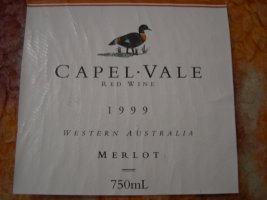 CAPEL·VALE
RED WINE
1999
WESTERN AUSTRALIA
MERLOT
750mL